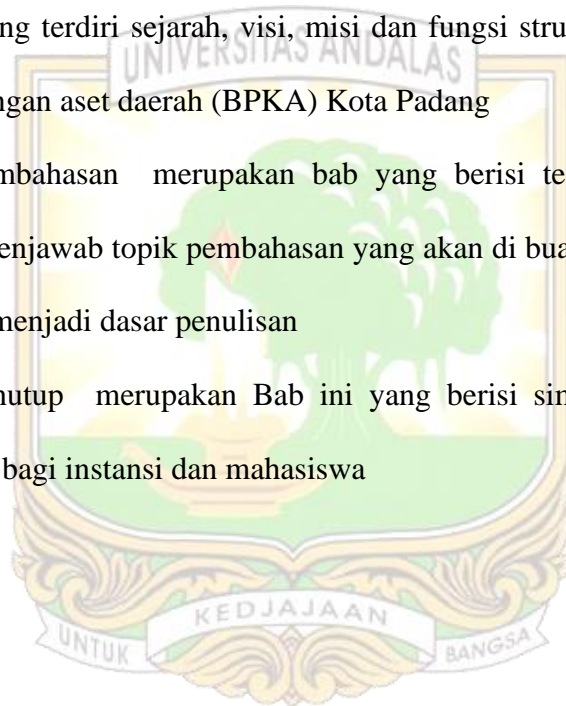 ng terdiri sejarah, visi, misi dan fungsi stru
UNIVERSITAS ANDALAS
ngan aset daerah (BPKA) Kota Padang
mbahasan merupakan bab yang berisi te
enjawab topik pembahasan yang akan di bua
menjadi dasar penulisan
nutup merupakan Bab ini yang berisi sim
bagi instansi dan mahasiswa
KEDJAJAAN
UNTUK
BANGSA